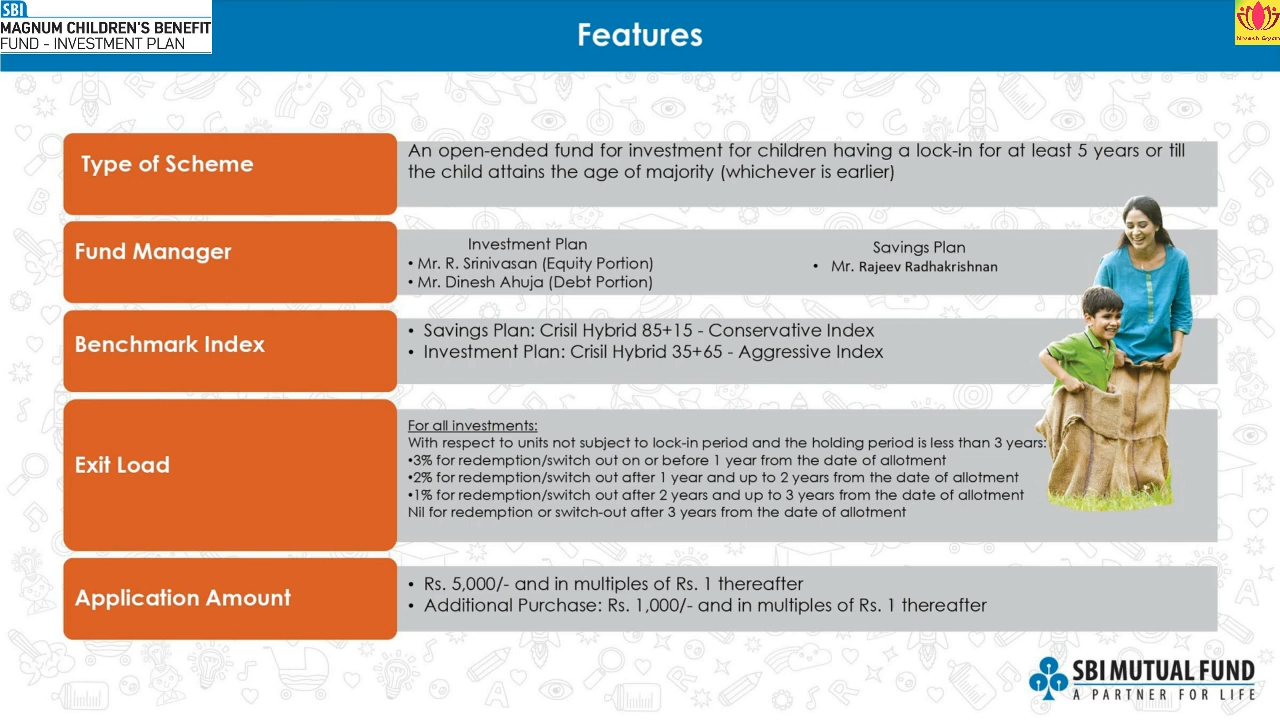 SBI
MAGNUM CHILDREN'S BENEFIT
FUND - INVESTMENT PLAN
Features
Nivesh Gyan
Type of Scheme
An open-ended fund for investment for children having a lock-in for at least 5 years or till
the child attains the age of majority (whichever is earlier)
Fund Manager
Investment Plan
• Mr. R. Srinivasan (Equity Portion)
• Mr. Dinesh Ahuja (Debt Portion)
Savings Plan
• Mr. Rajeev Radhakrishnan
Benchmark Index
• Savings Plan: Crisil Hybrid 85+15 - Conservative Index
• Investment Plan: Crisil Hybrid 35+65 - Aggressive Index
Exit Load
For all investments:
With respect to units not subject to lock-in period and the holding period is less than 3 years:
•3% for redemption/switch out on or before 1 year from the date of allotment
•2% for redemption/switch out after 1 year and up to 2 years from the date of allotment
•1% for redemption/switch out after 2 years and up to 3 years from the date of allotment
Nil for redemption or switch-out after 3 years from the date of allotment
Application Amount
• Rs. 5,000/- and in multiples of Rs. 1 thereafter
• Additional Purchase: Rs. 1,000/- and in multiples of Rs. 1 thereafter
SBI MUTUAL FUND
A PARTNER FOR LIFE